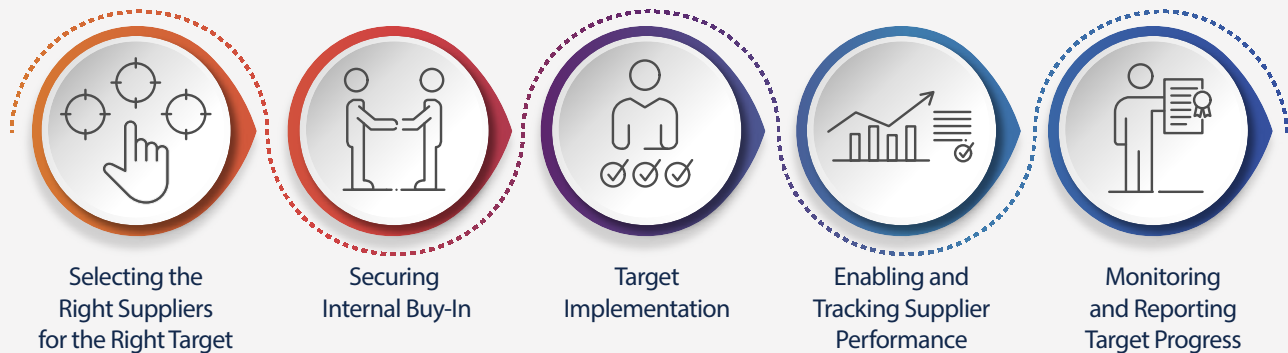 Selecting the
Right Suppliers
for the Right Target
Securing
Internal Buy-In
Target
Implementation
Enabling and
Tracking Supplier
Performance
Monitoring
and Reporting
Target Progress